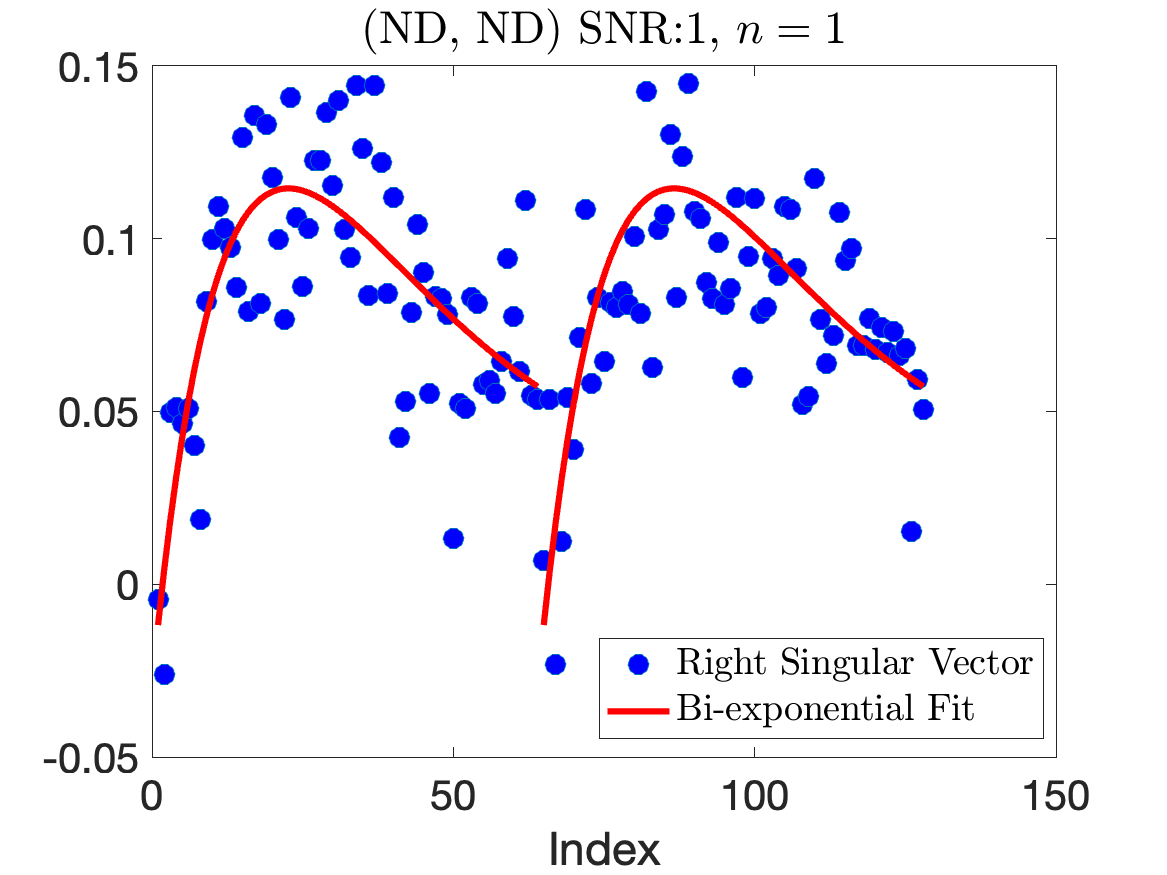 (ND, ND) SNR:1, n = 1
0.15
0.1
0.05
0
-0.05
0 50 100 150
Index
Right Singular Vector
Bi-exponential Fit